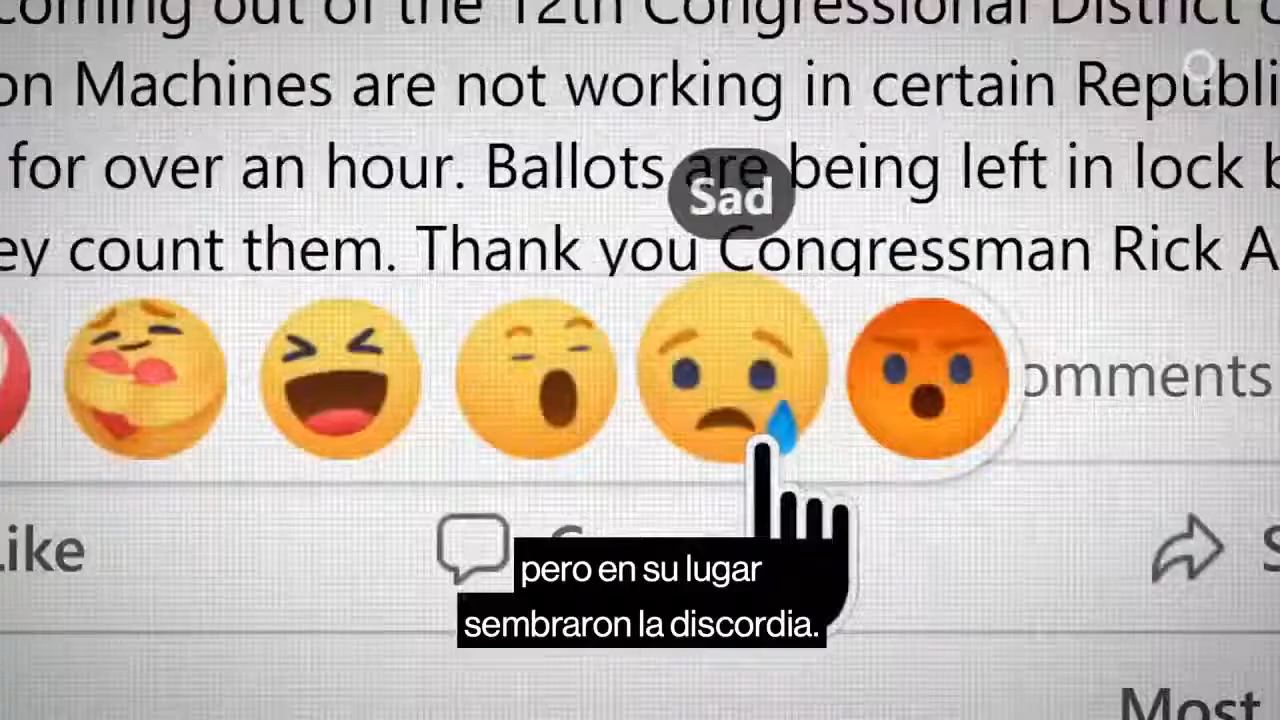 coming out of the 12th Congressional District
on Machines are not working in certain Republi
for over an hour. Ballots are being left in lock b
ey count them. Thank you Congressman Rick A
Sad
omments
ike
pero en su lugar
sembraron la discordia.
Most